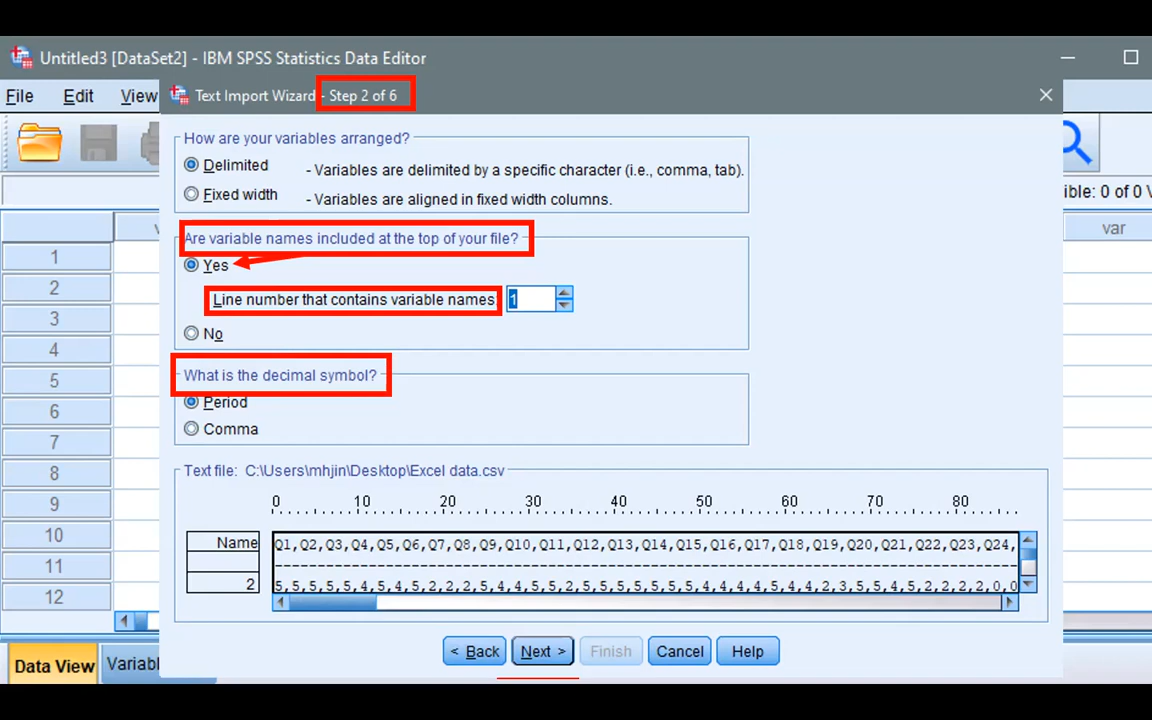 Untitled3 [DataSet2] - IBM SPSS Statistics Data Editor
File Edit View
Text Import Wizard - Step 2 of 6
How are your variables arranged?
Delimited - Variables are delimited by a specific character (i.e., comma, tab).
Fixed width - Variables are aligned in fixed width columns.
ible: 0 of 0 V
Are variable names included at the top of your file?
var
Yes
1
2
Line number that contains variable names: 1
3
No
4
What is the decimal symbol?
5
Period
6
Comma
7
Text file: C:\Users\mhjin\Desktop\Excel data.csv
8
0 10 20 30 40 50 60 70 80
9
10
Name Q1,Q2,Q3,Q4,Q5,Q6,Q7,Q8,Q9,Q10,Q11,Q12,Q13,Q14,Q15,Q16,Q17,Q18,Q19,Q20,Q21,Q22,Q23,Q24,
11
2 5,5,5,5,5,4,5,4,5,2,2,2,5,4,4,5,5,2,5,5,5,5,5,5,4,4,4,4,5,4,4,2,3,5,5,4,5,2,2,2,2,0,0
12
< Back Next > Finish Cancel Help
Data View Variabl